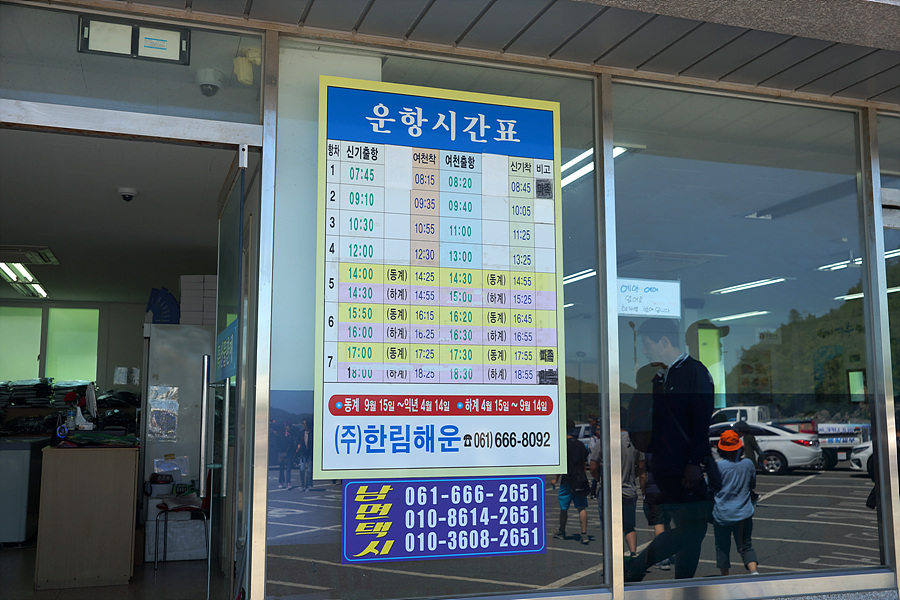 운항시간표
항차 신기출항 여천착 여천출항 신기착 비고
1 07:45 08:15 08:20 08:45
2 09:10 09:35 09:40 10:05
3 10:30 10:55 11:00 11:25
4 12:00 12:30 13:00 13:25
5 14:00 (동계) 14:25 14:30 (동계) 14:55
14:30 (하계) 14:55 15:00 (하계) 15:25
6 15:50 (동계) 16:15 16:20 (동계) 16:45
16:00 (하계) 16:25 16:30 (하계) 16:55
7 17:00 (동계) 17:25 17:30 (동계) 17:55
18:00 (하계) 18:25 18:30 (하계) 18:55
동계 9월 15일 ~익년 4월 14일 하계 4월 15일 ~ 9월 14일
(주)한림해운 ☎(061)666-8092
남면택시
061-666-2651
010-8614-2651
010-3608-2651